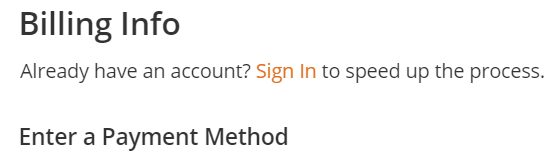 Billing Info
Already have an account? Sign In to speed up the process.
Enter a Payment Method